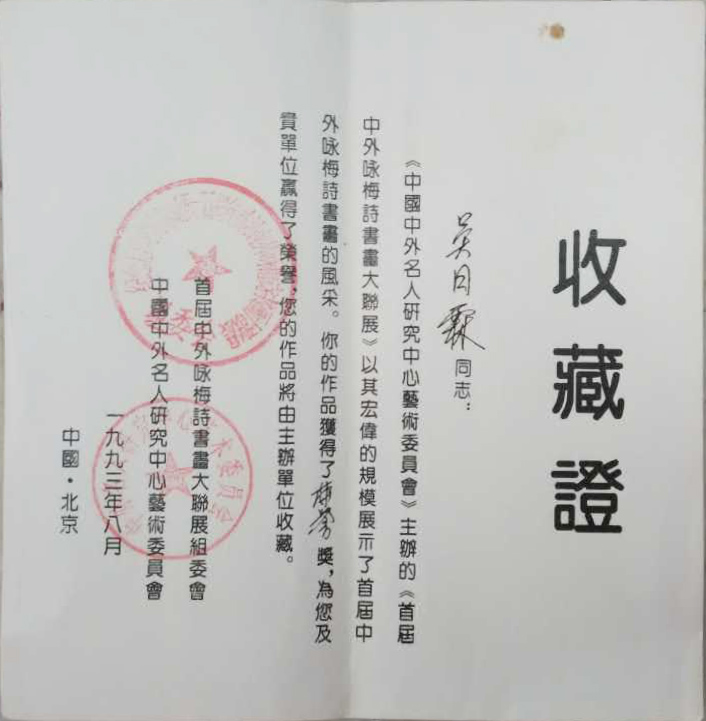 收藏證
吴日霖同志：
《中國中外名人研究中心藝術委員會》主辦的《首屆
中外咏梅詩書畫大聯展》以其宏偉的規模展示了首屆中
外咏梅詩書畫的風采。你的作品獲得了 獎，為您及
貴單位贏得了榮譽，您的作品將由主辦單位收藏。
首屆中外咏梅詩書畫大聯展組委會
中國中外名人研究中心藝術委員會
一九九三年八月
中國·北京